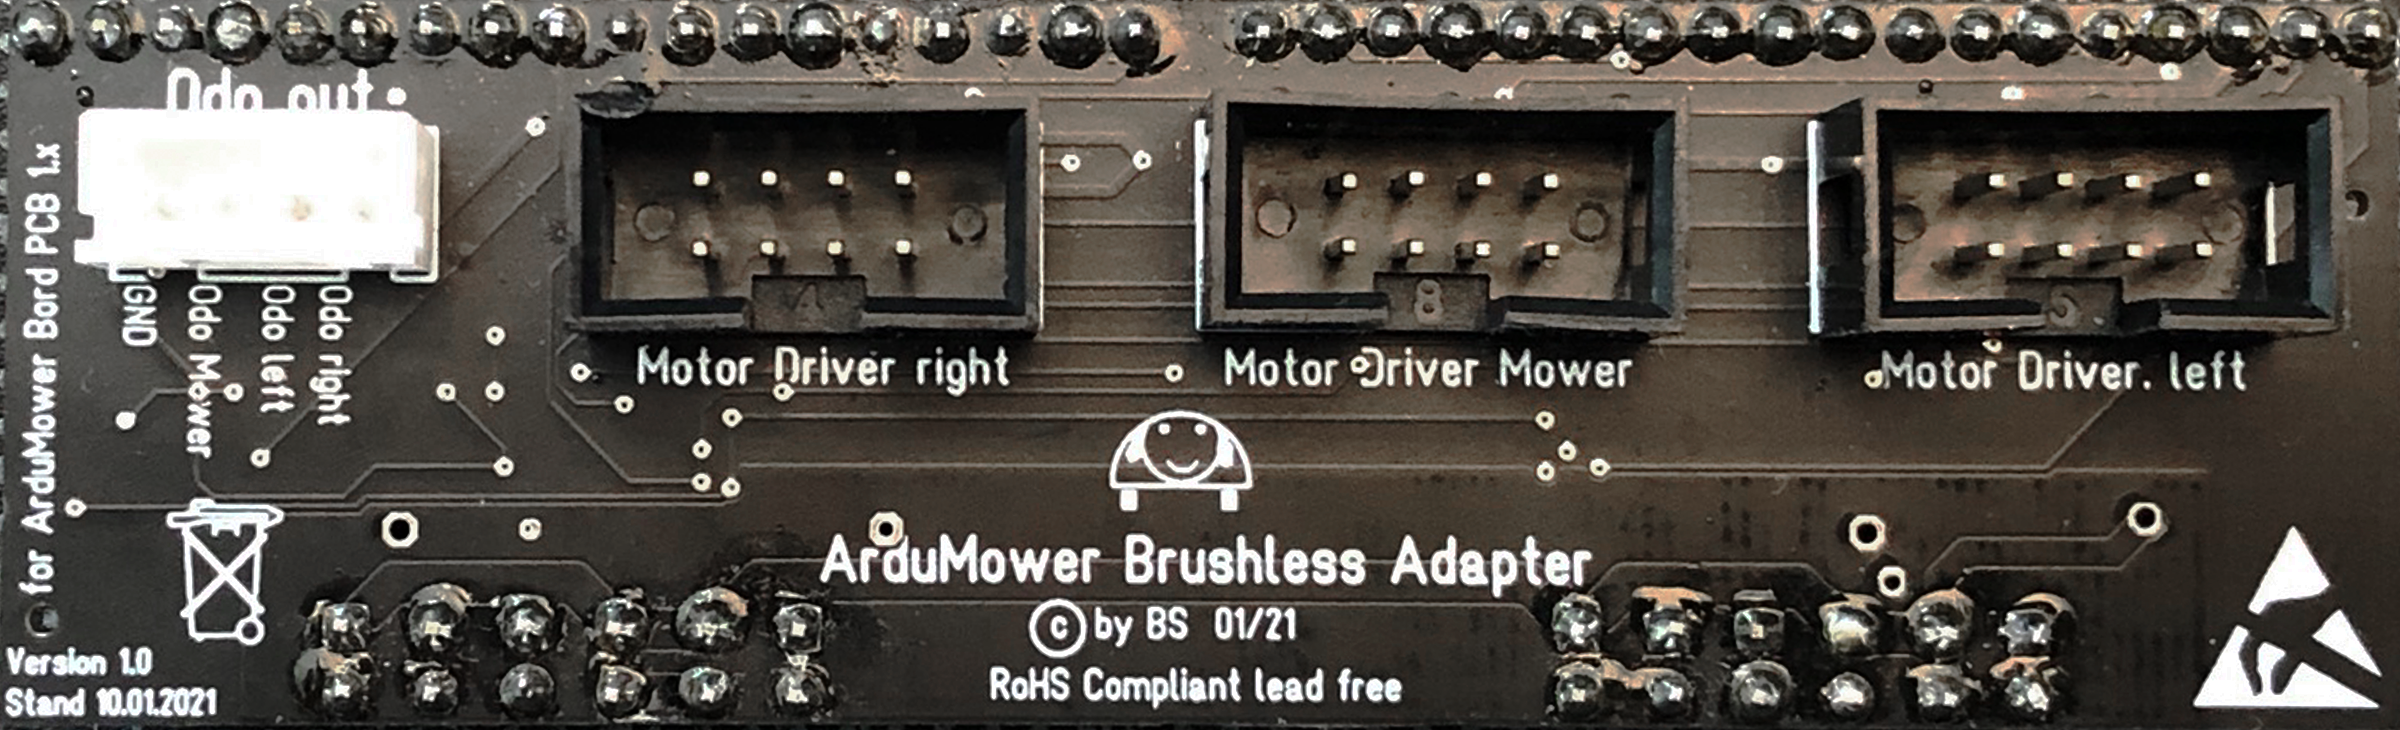 Odo out
for ArduMower Bord PCB 1.x
GND
Odo Mower
Odo left
Odo right
Motor Driver right
8
Motor Driver Mower
5
Motor Driver. left
ArduMower Brushless Adapter
© by BS 01/21
RoHS Compliant lead free
Version 1.0
Stand 10.01.2021